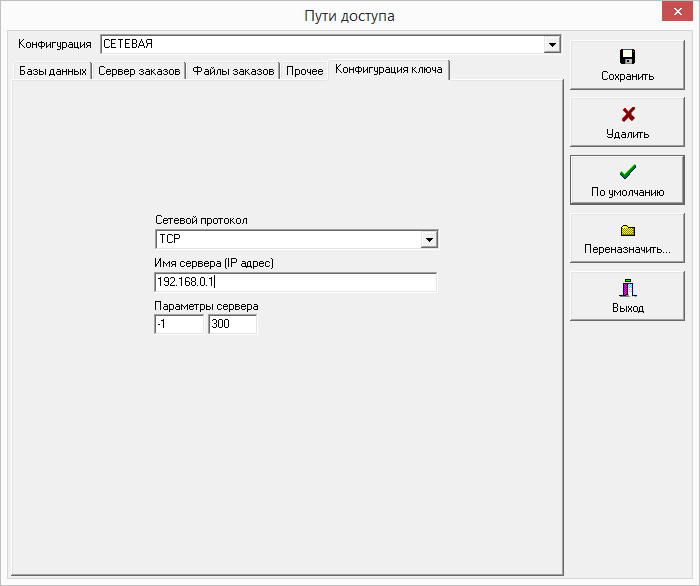 Пути доступа
Конфигурация СЕТЕВАЯ
Базы данных Сервер заказов Файлы заказов Прочее Конфигурация ключа
Сетевой протокол
TCP
Имя сервера (IP адрес)
192.168.0.1
Параметры сервера
-1 300
Сохранить
Удалить
По умолчанию
Переназначить...
Выход